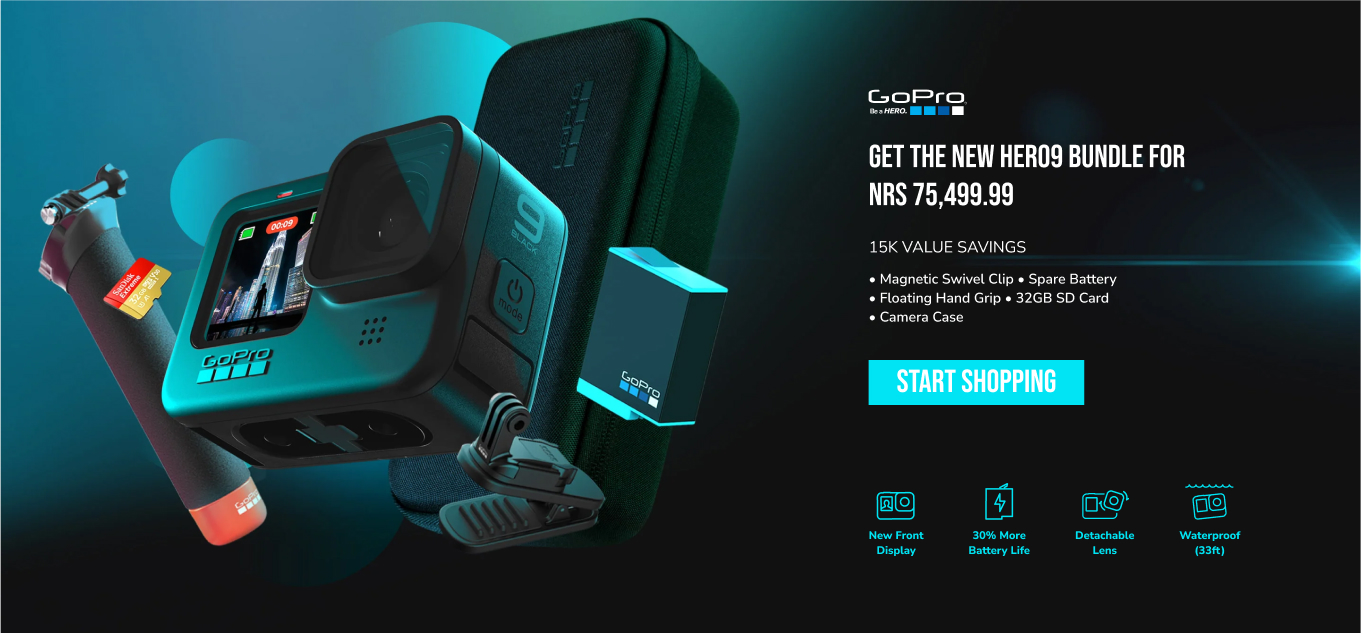 GoPro
Be a HERO.
GET THE NEW HERO9 BUNDLE FOR
NRS 75,499.99
15K VALUE SAVINGS
• Magnetic Swivel Clip • Spare Battery
• Floating Hand Grip • 32GB SD Card
• Camera Case
START SHOPPING
New Front
Display
30% More
Battery Life
Detachable
Lens
Waterproof
(33ft)
GoPro
00:09
9
BLACK
mode
GoPro
SanDisk
Extreme
32
GoPro
GoPro